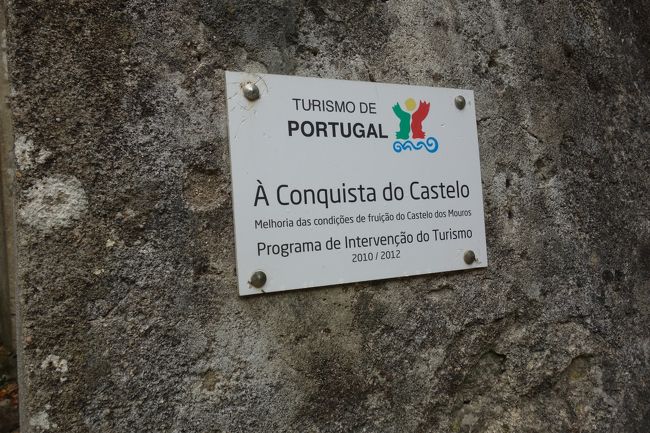 TURISMO DE
PORTUGAL
À Conquista do Castelo
Melhoria das condições de fruição do Castelo dos Mouros
Programa de Intervenção do Turismo
2010 / 2012